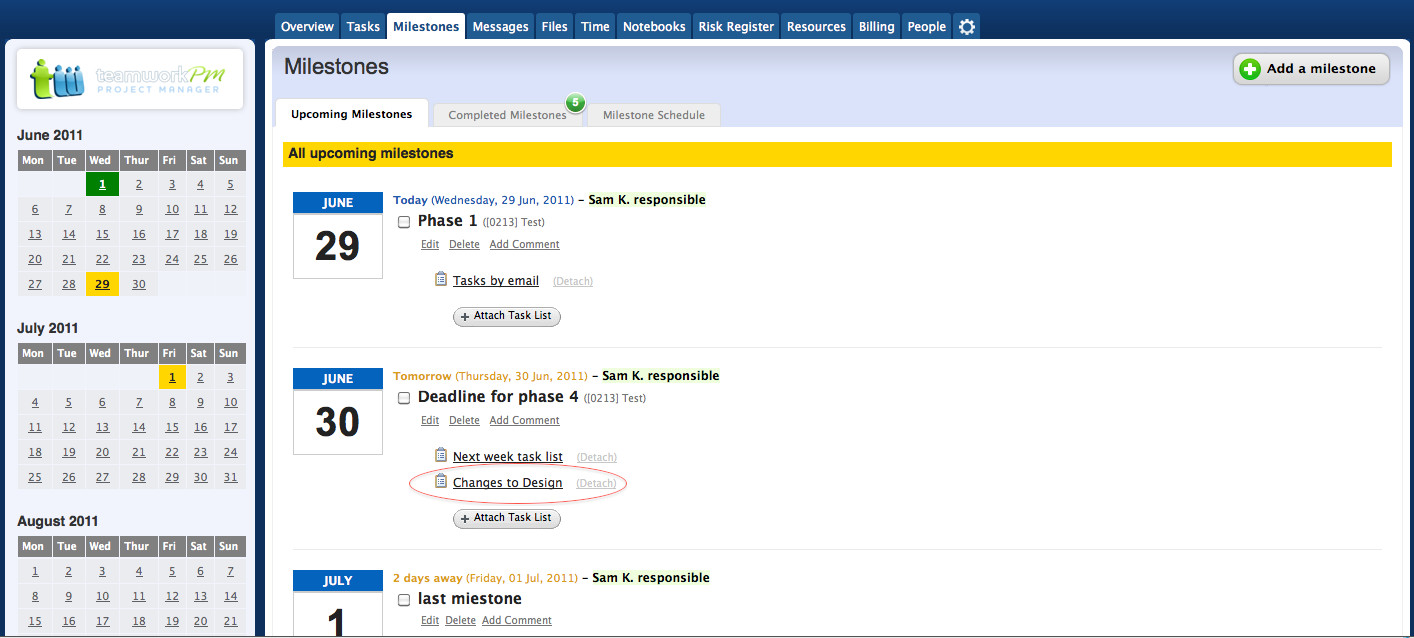 Overview Tasks Milestones Messages Files Time Notebooks Risk Register Resources Billing People
teamworkPM
PROJECT MANAGER
June 2011
Mon Tue Wed Thur Fri Sat Sun
1 2 3 4 5
6 7 8 9 10 11 12
13 14 15 16 17 18 19
20 21 22 23 24 25 26
27 28 29 30
July 2011
Mon Tue Wed Thur Fri Sat Sun
1 2 3
4 5 6 7 8 9 10
11 12 13 14 15 16 17
18 19 20 21 22 23 24
25 26 27 28 29 30 31
August 2011
Mon Tue Wed Thur Fri Sat Sun
1 2 3 4 5 6 7
8 9 10 11 12 13 14
15 16 17 18 19 20 21
Milestones
Add a milestone
Upcoming Milestones Completed Milestones 5 Milestone Schedule
All upcoming milestones
JUNE
29
Today (Wednesday, 29 Jun, 2011) – Sam K. responsible
Phase 1 ([0213] Test)
Edit Delete Add Comment
Tasks by email (Detach)
+ Attach Task List
JUNE
30
Tomorrow (Thursday, 30 Jun, 2011) – Sam K. responsible
Deadline for phase 4 ([0213] Test)
Edit Delete Add Comment
Next week task list (Detach)
Changes to Design (Detach)
+ Attach Task List
JULY
1
2 days away (Friday, 01 Jul, 2011) – Sam K. responsible
last miestone
Edit Delete Add Comment